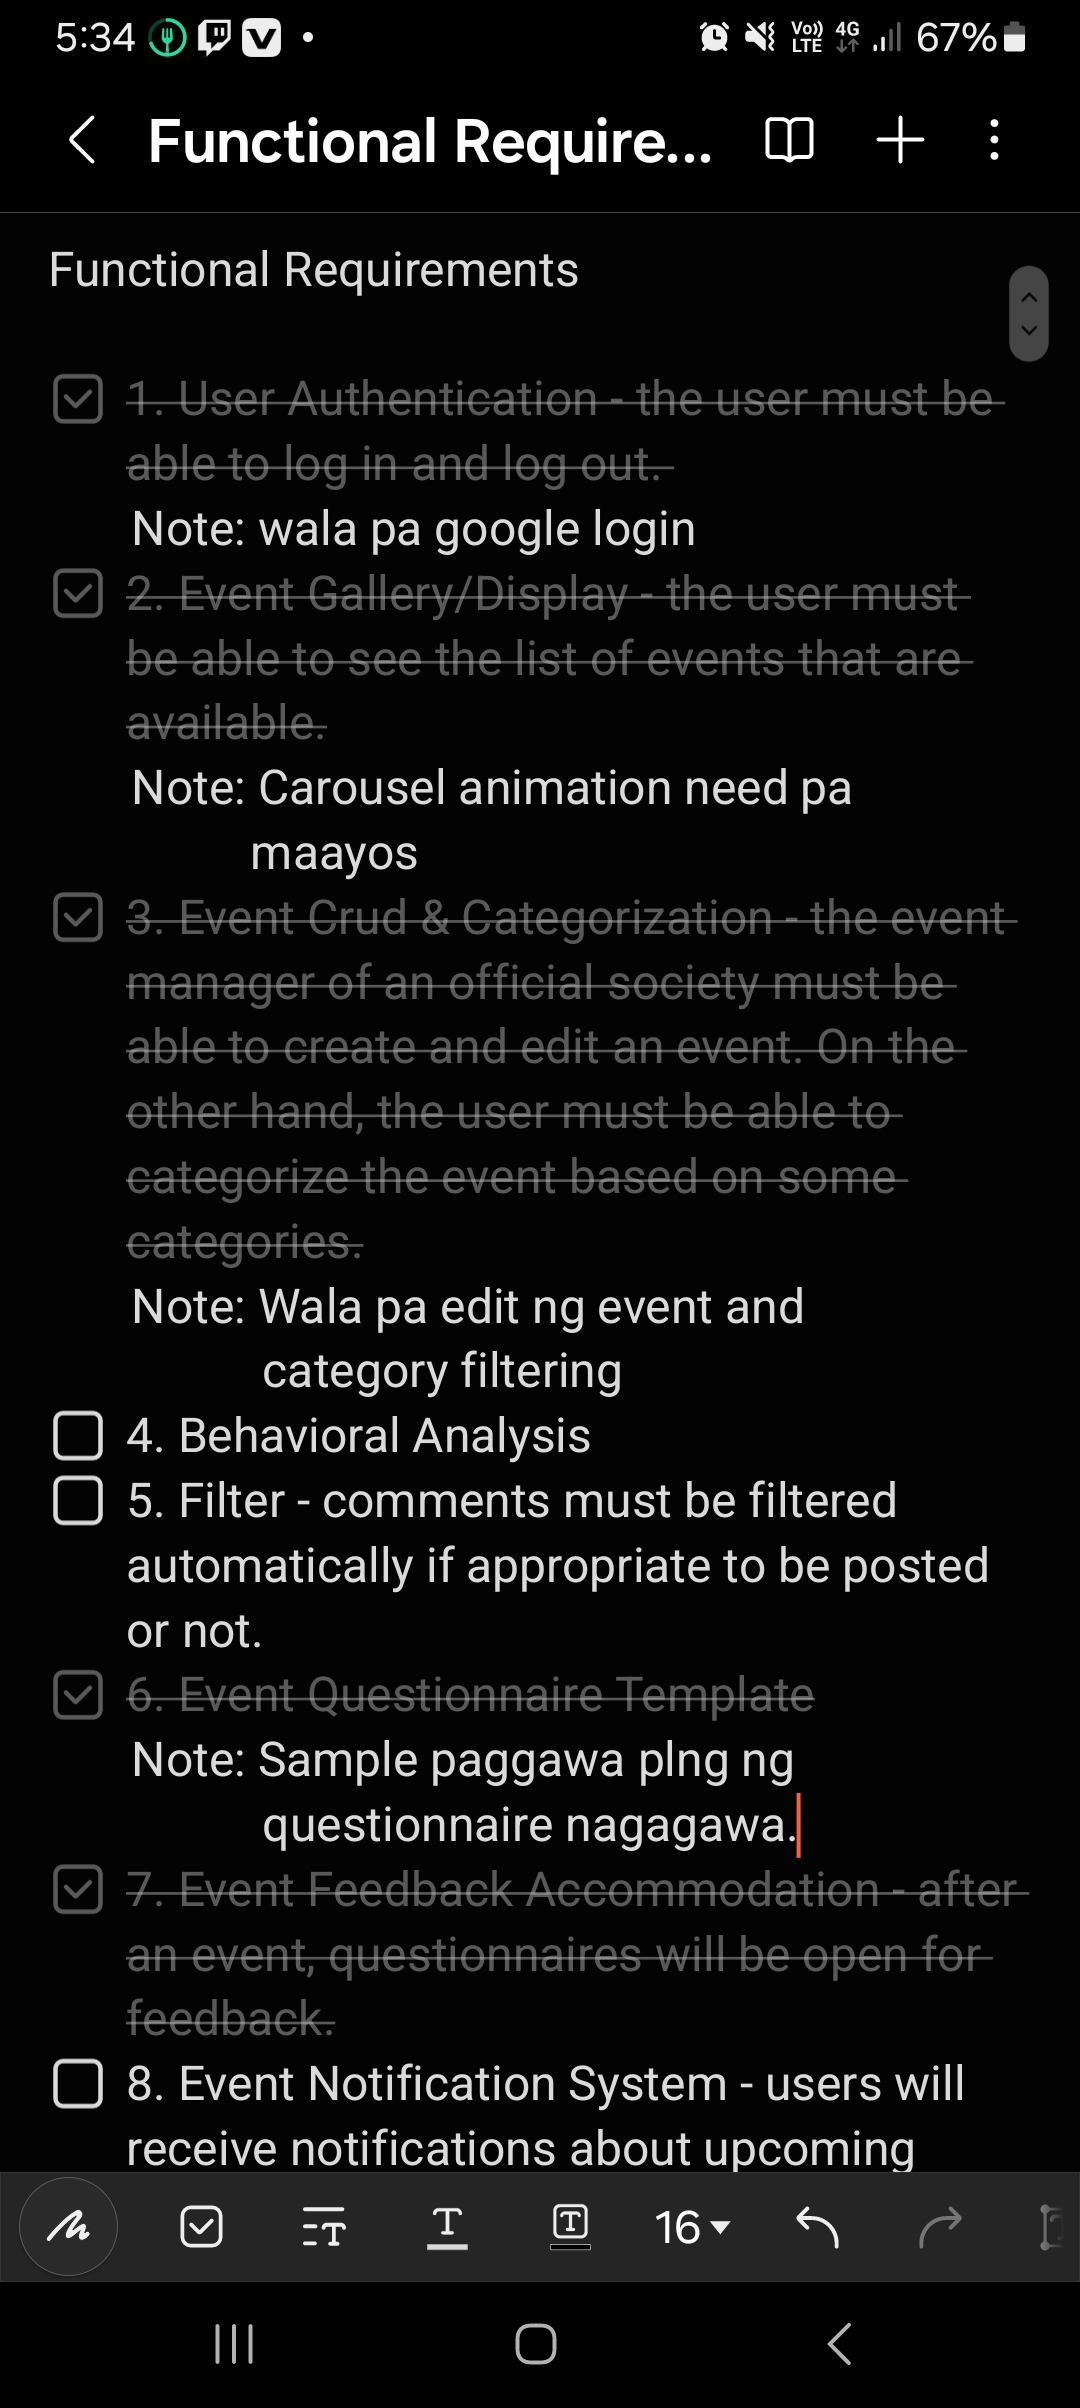 5:34
Vo)) LTE 4G 67%
Functional Require...
Functional Requirements
1. User Authentication - the user must be
able to log in and log out.
Note: wala pa google login
2. Event Gallery/Display - the user must
be able to see the list of events that are
available.
Note: Carousel animation need pa
maayos
3. Event Crud & Categorization - the event
manager of an official society must be
able to create and edit an event. On the
other hand, the user must be able to
categorize the event based on some
categories.
Note: Wala pa edit ng event and
category filtering
4. Behavioral Analysis
5. Filter - comments must be filtered
automatically if appropriate to be posted
or not.
6. Event Questionnaire Template
Note: Sample paggawa plng ng
questionnaire nagagawa.
7. Event Feedback Accommodation - after
an event, questionnaires will be open for
feedback.
8. Event Notification System - users will
receive notifications about upcoming
16